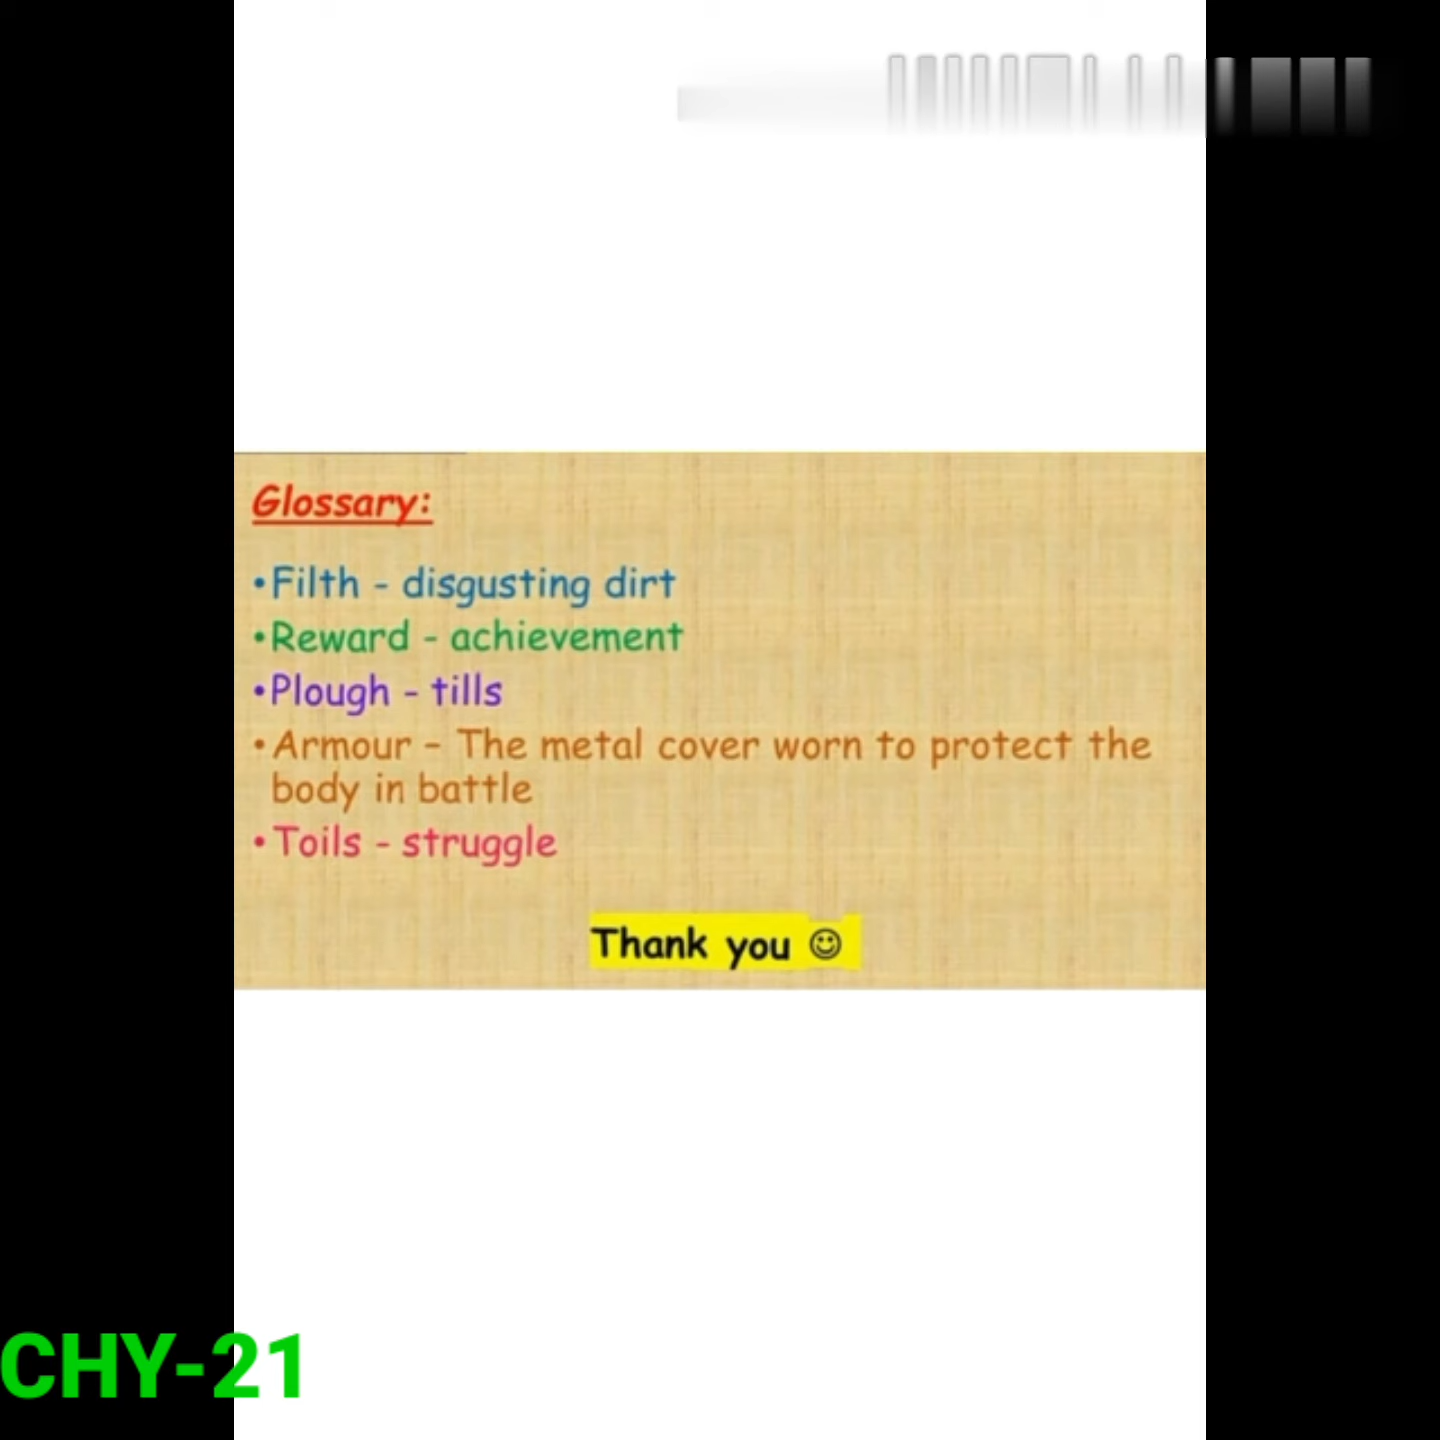 Glossary:
•Filth - disgusting dirt
•Reward - achievement
•Plough - tills
•Armour – The metal cover worn to protect the
body in battle
•Toils - struggle
Thank you ☺
CHY-21